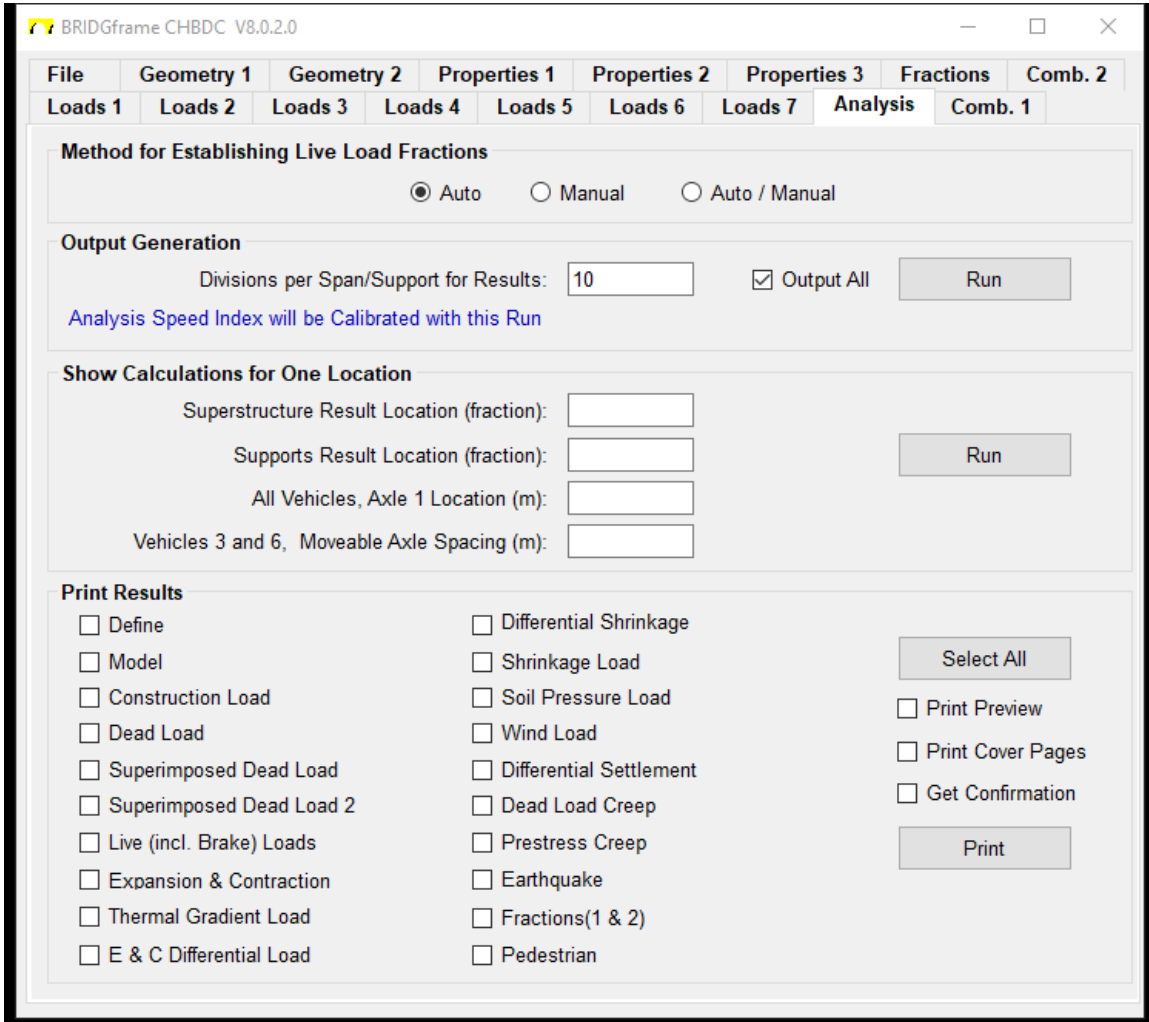 BRIDGframe CHBDC V8.0.2.0
File Geometry 1 Geometry 2 Properties 1 Properties 2 Properties 3 Fractions Comb. 2
Loads 1 Loads 2 Loads 3 Loads 4 Loads 5 Loads 6 Loads 7 Analysis Comb. 1
Method for Establishing Live Load Fractions
Auto Manual Auto / Manual
Output Generation
Divisions per Span/Support for Results: 10 Output All Run
Analysis Speed Index will be Calibrated with this Run
Show Calculations for One Location
Superstructure Result Location (fraction):
Supports Result Location (fraction): Run
All Vehicles, Axle 1 Location (m):
Vehicles 3 and 6, Moveable Axle Spacing (m):
Print Results
Define
Model
Construction Load
Dead Load
Superimposed Dead Load
Superimposed Dead Load 2
Live (incl. Brake) Loads
Expansion & Contraction
Thermal Gradient Load
E & C Differential Load
Differential Shrinkage
Shrinkage Load
Soil Pressure Load
Wind Load
Differential Settlement
Dead Load Creep
Prestress Creep
Earthquake
Fractions(1 & 2)
Pedestrian
Select All
Print Preview
Print Cover Pages
Get Confirmation
Print